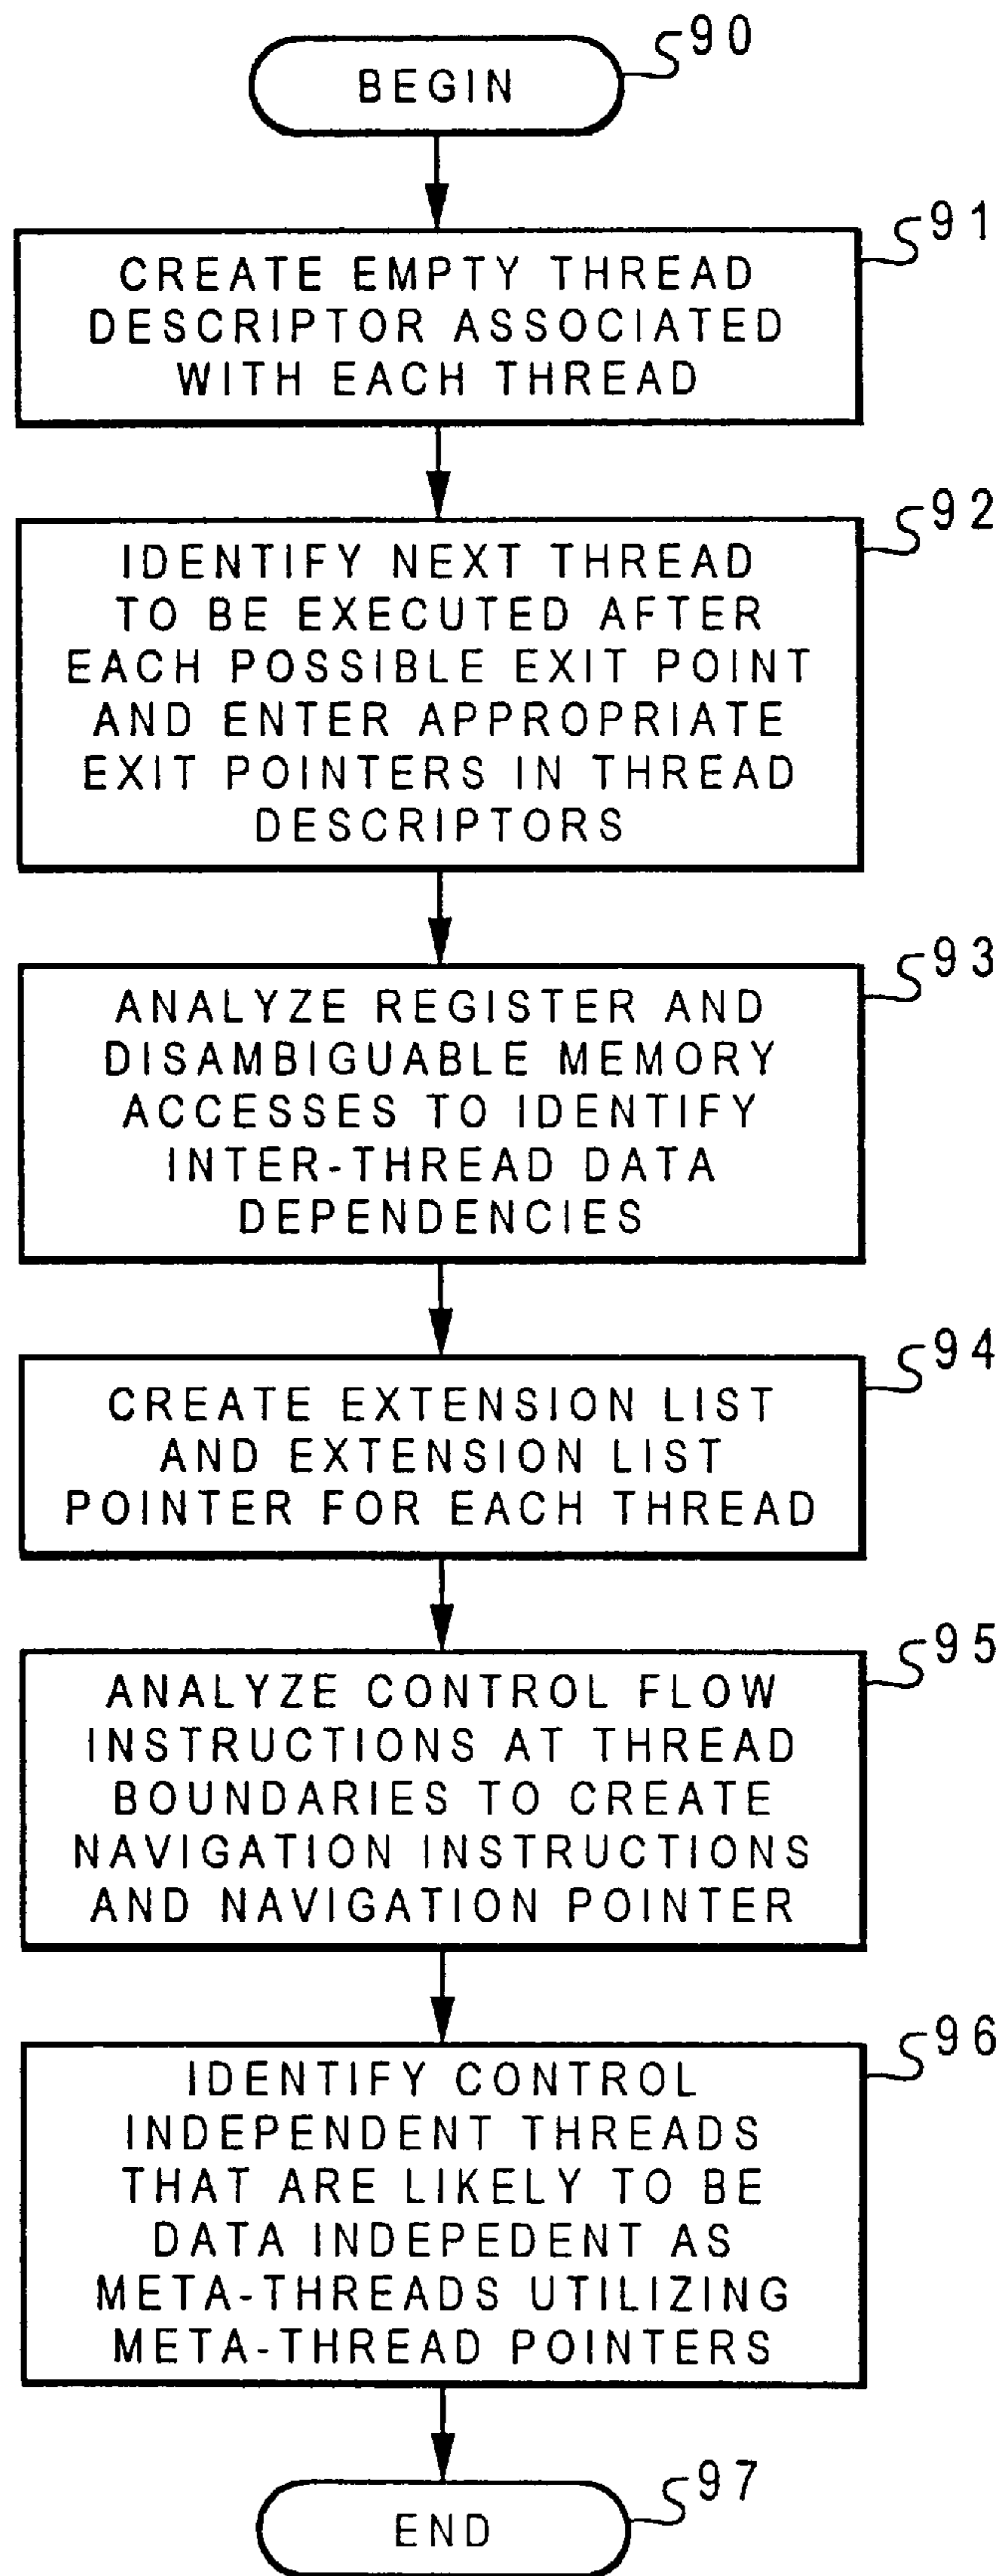 90
BEGIN
91
CREATE EMPTY THREAD
DESCRIPTOR ASSOCIATED
WITH EACH THREAD
92
IDENTIFY NEXT THREAD
TO BE EXECUTED AFTER
EACH POSSIBLE EXIT POINT
AND ENTER APPROPRIATE
EXIT POINTERS IN THREAD
DESCRIPTORS
93
ANALYZE REGISTER AND
DISAMBIGUABLE MEMORY
ACCESSES TO IDENTIFY
INTER-THREAD DATA
DEPENDENCIES
94
CREATE EXTENSION LIST
AND EXTENSION LIST
POINTER FOR EACH THREAD
95
ANALYZE CONTROL FLOW
INSTRUCTIONS AT THREAD
BOUNDARIES TO CREATE
NAVIGATION INSTRUCTIONS
AND NAVIGATION POINTER
96
IDENTIFY CONTROL
INDEPENDENT THREADS
THAT ARE LIKELY TO BE
DATA INDEPEDENT AS
META-THREADS UTILIZING
META-THREAD POINTERS
97
END